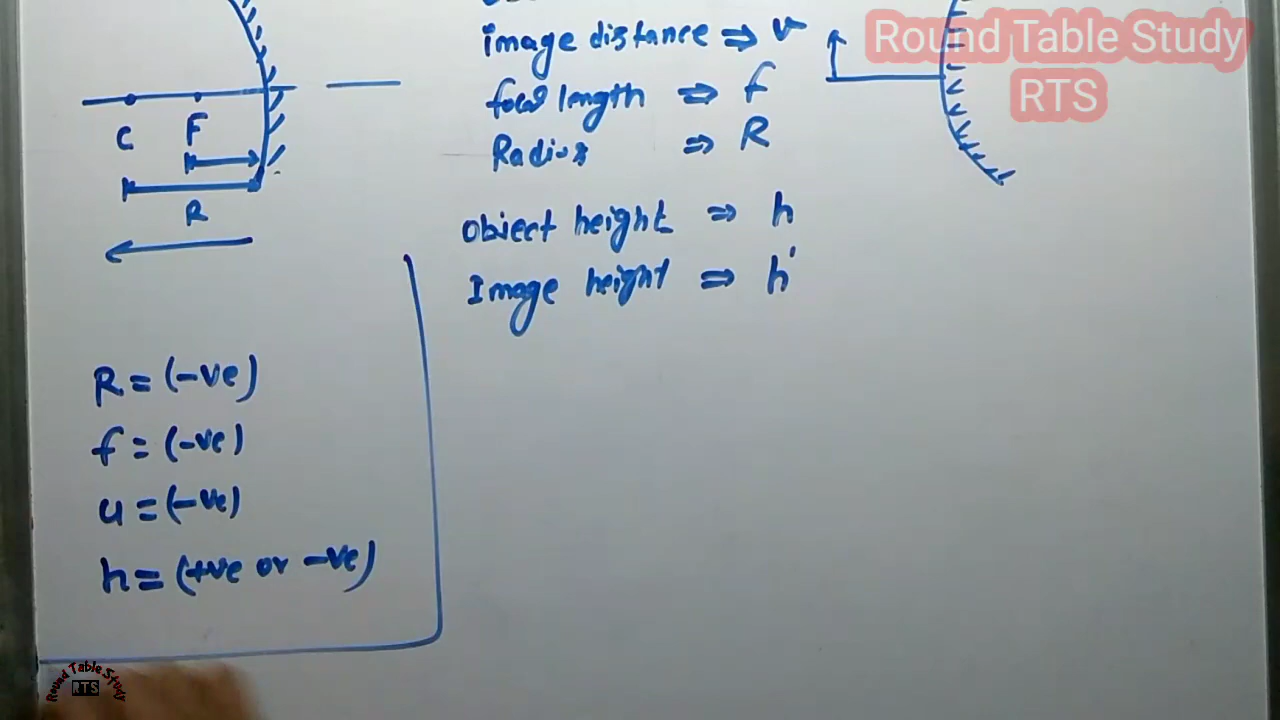 image distance ⇒ v
focal length ⇒ f
Radius ⇒ R
Object height ⇒ h
Image height ⇒ h'
C F
R
R = (-ve)
f = (-ve)
u = (-ve)
h = (+ve or -ve)
Round Table Study
RTS
Round Table Study
RTS